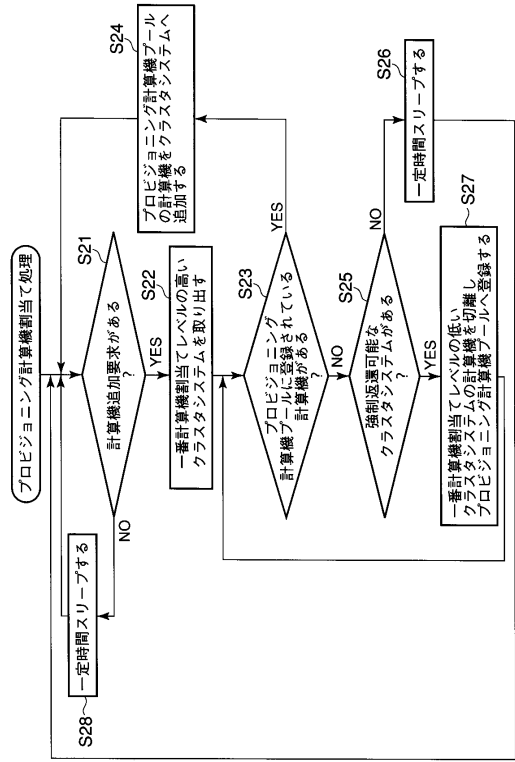 プロビジョニング計算機割当て処理
S21
計算機追加要求がある
?
YES
NO
S28
一定時間スリープする
S22
一番計算機割当てレベルの高い
クラスタシステムを取り出す
S23
プロビジョニング
計算機プールに登録されている
計算機がある
?
YES
NO
S24
プロビジョニング計算機プール
の計算機をクラスタシステムへ
追加する
S25
強制返還可能な
クラスタシステムがある
?
NO
YES
S26
一定時間スリープする
S27
一番計算機割当てレベルの低い
クラスタシステムの計算機を切離し
プロビジョニング計算機プールへ登録する